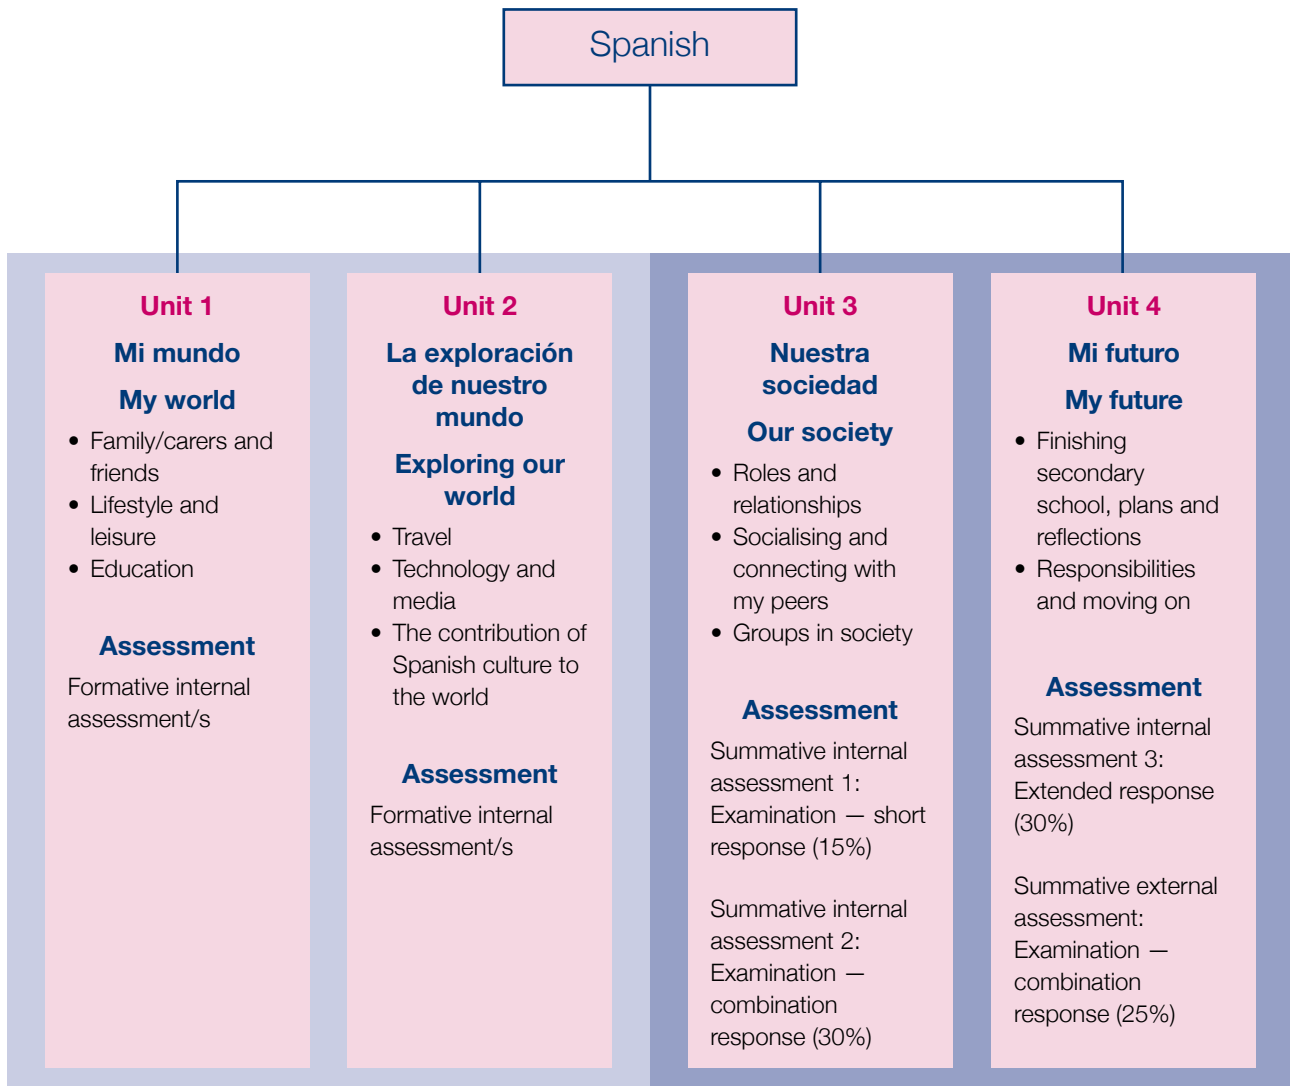 Spanish
Unit 1
Mi mundo
My world
• Family/carers and
friends
• Lifestyle and
leisure
• Education
Assessment
Formative internal
assessment/s
Unit 2
La exploración
de nuestro
mundo
Exploring our
world
• Travel
• Technology and
media
• The contribution of
Spanish culture to
the world
Assessment
Formative internal
assessment/s
Unit 3
Nuestra
sociedad
Our society
• Roles and
relationships
• Socialising and
connecting with
my peers
• Groups in society
Assessment
Summative internal
assessment 1:
Examination — short
response (15%)
Summative internal
assessment 2:
Examination —
combination
response (30%)
Unit 4
Mi futuro
My future
• Finishing
secondary
school, plans and
reflections
• Responsibilities
and moving on
Assessment
Summative internal
assessment 3:
Extended response
(30%)
Summative external
assessment:
Examination —
combination
response (25%)